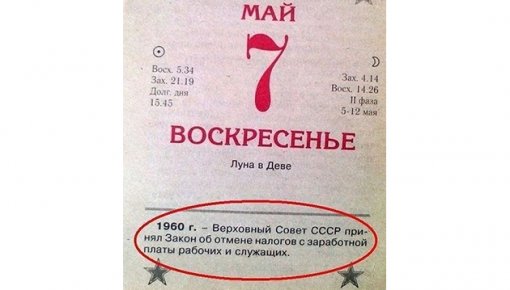 МАЙ
7
Восх. 5.34
Зах. 21.19
Долг. дня
15.45
Зах. 4.14
Восх. 14.26
II фаза
5-12 мая
ВОСКРЕСЕНЬЕ
Луна в Деве
1960 г. – Верховный Совет СССР при-
нял Закон об отмене налогов с заработной
платы рабочих и служащих.